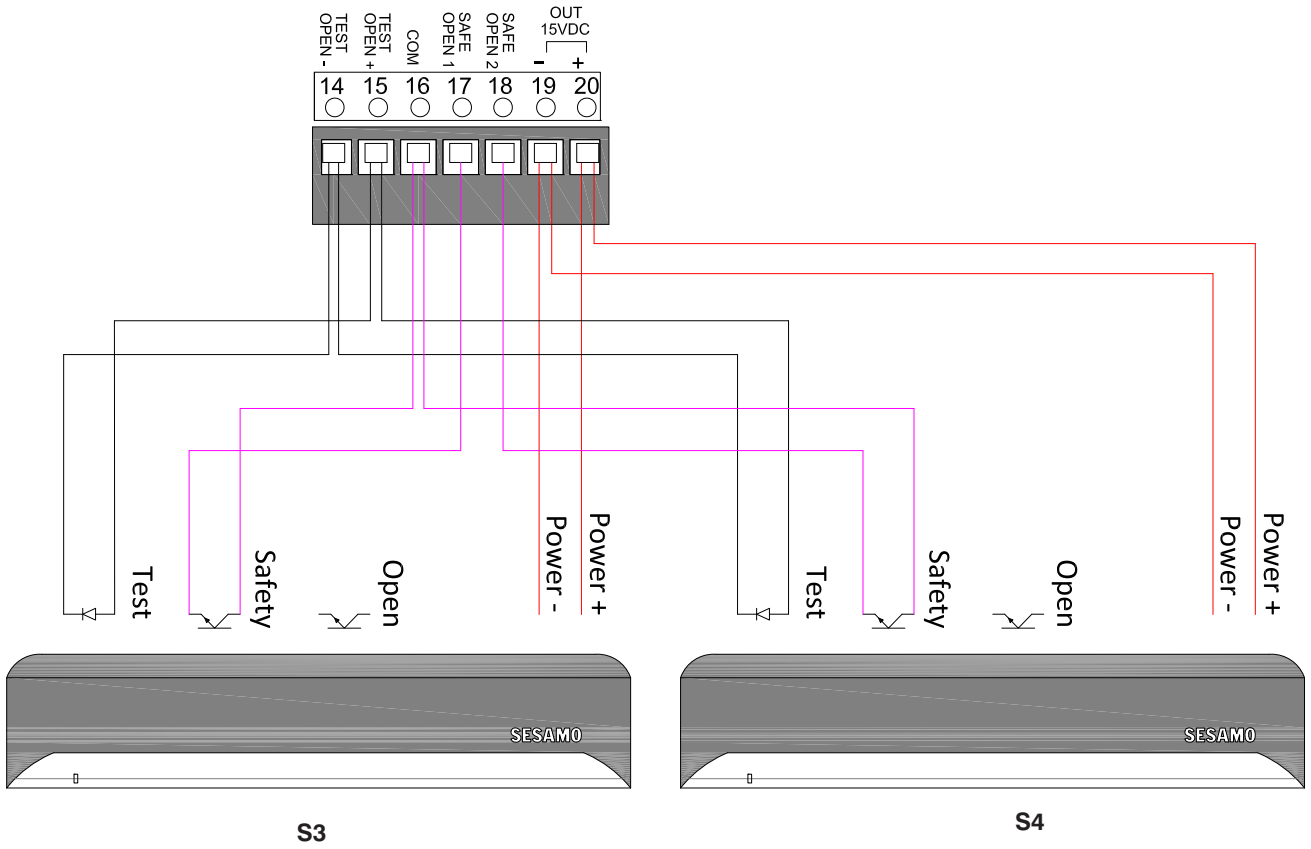 TEST
OPEN -
TEST
OPEN +
COM
SAFE
OPEN 1
SAFE
OPEN 2
OUT
15VDC
- +
14 15 16 17 18 19 20
Test
Safety
Open
Power -
Power +
Test
Safety
Open
Power -
Power +
SESAMO
SESAMO
S3
S4